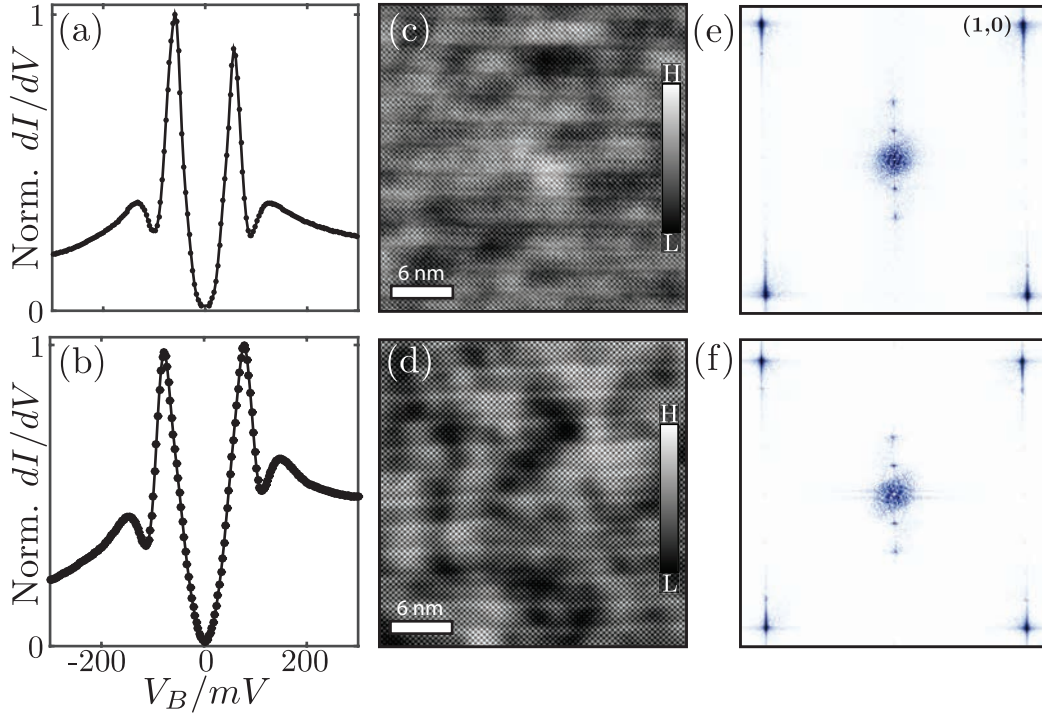 (a)
1
Norm. dI/dV
0
(b)
1
Norm. dI/dV
0
-200
0
200
V_B/mV
(c)
H
L
6 nm
(d)
H
L
6 nm
(e)
(1,0)
(f)